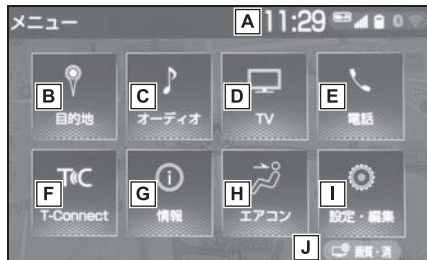 メニュー A 11:29
B C D E
目的地 オーディオ TV 電話
F G H I
T-Connect 情報 エアコン 設定・編集
J 画質・消